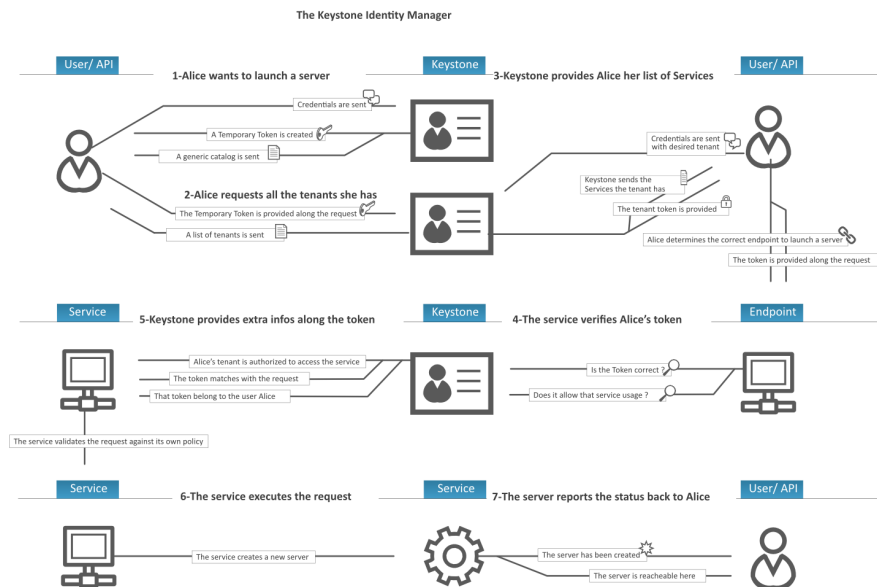 The Keystone Identity Manager
User/ API
1-Alice wants to launch a server
Keystone
3-Keystone provides Alice her list of Services
User/ API
Credentials are sent
A Temporary Token is created
A generic catalog is sent
Credentials are sent
with desired tenant
2-Alice requests all the tenants she has
The Temporary Token is provided along the request
A list of tenants is sent
Keystone sends the
Services the tenant has
The tenant token is provided
Alice determines the correct endpoint to launch a server
The token is provided along the request
Service
5-Keystone provides extra infos along the token
Keystone
4-The service verifies Alice's token
Endpoint
Alice's tenant is authorized to access the service
The token matches with the request
That token belong to the user Alice
Is the Token correct ?
Does it allow that service usage ?
The service validates the request against its own policy
Service
6-The service executes the request
Service
7-The server reports the status back to Alice
User/ API
The service creates a new server
The server has been created
The server is reacheable here